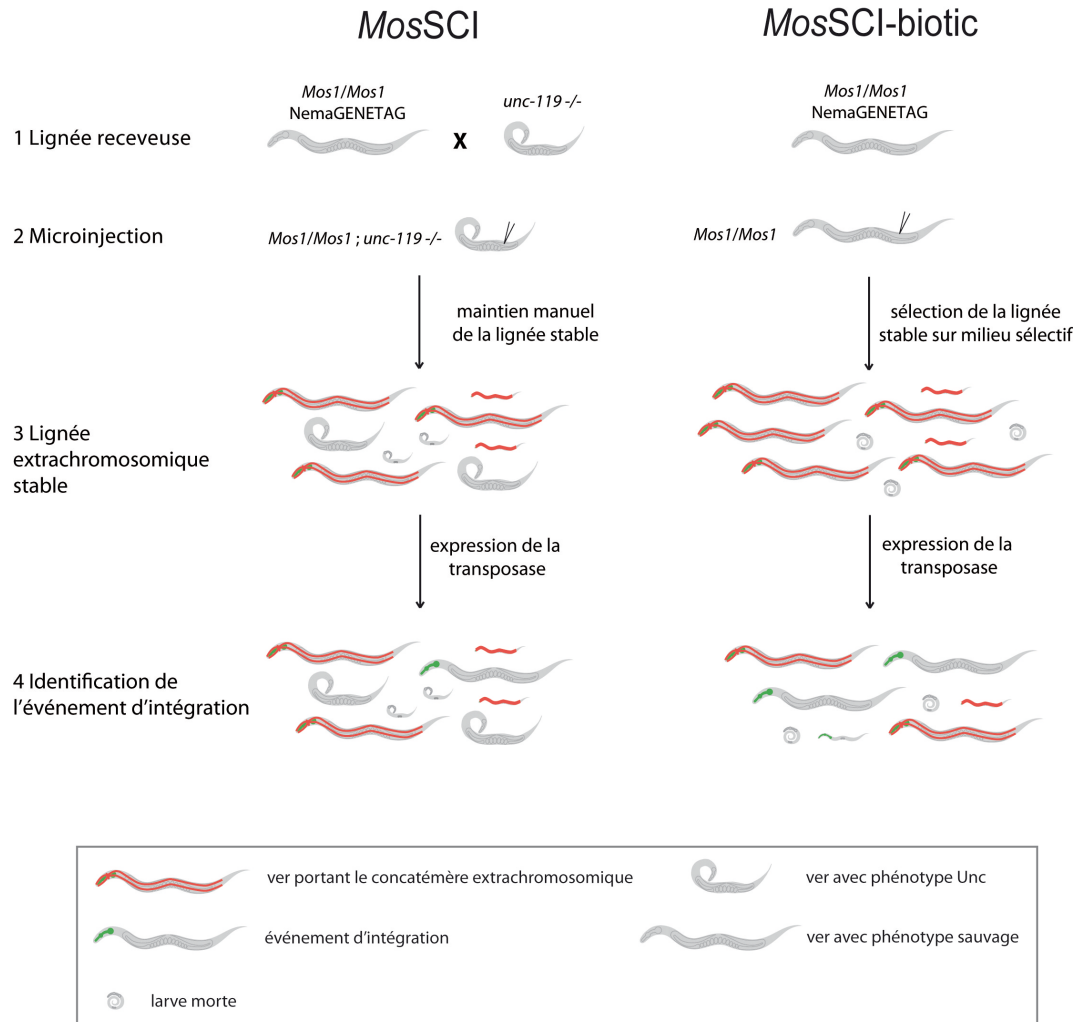 MosSCI
MosSCI-biotic
Mos1/Mos1
NemaGENETAG
unc-119 -/-
Mos1/Mos1
NemaGENETAG
1 Lignée receveuse
X
2 Microinjection
Mos1/Mos1 ; unc-119 -/-
Mos1/Mos1
maintien manuel
de la lignée stable
sélection de la lignée
stable sur milieu sélectif
3 Lignée
extrachromosomique
stable
expression de la
transposase
expression de la
transposase
4 Identification de
l'événement d'intégration
ver portant le concatémère extrachromosomique
ver avec phénotype Unc
événement d'intégration
ver avec phénotype sauvage
larve morte